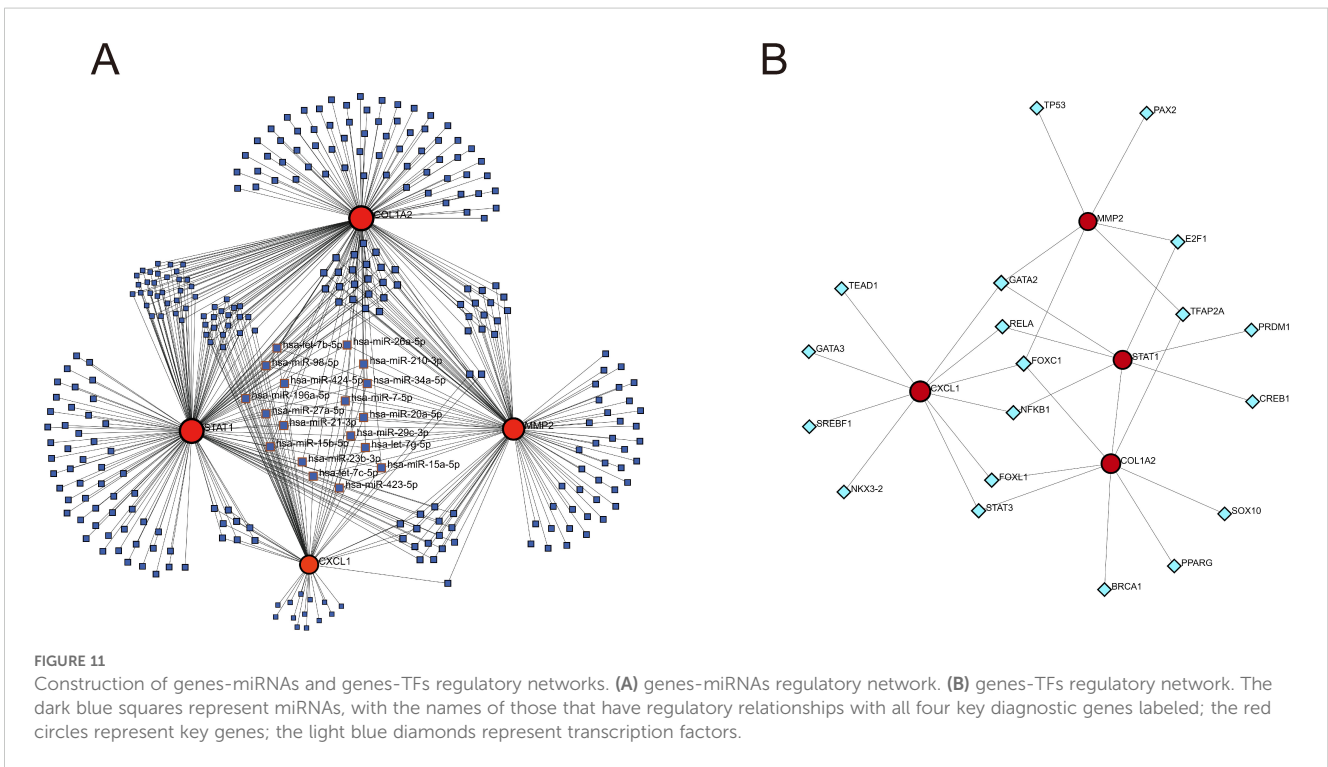 A
B
COL1A2
hsa-let-7b-5p
hsa-miR-26a-5p
hsa-miR-98-5p
hsa-miR-210-3p
hsa-miR-424-5p
hsa-miR-34a-5p
hsa-miR-196a-5p
hsa-miR-7-5p
hsa-miR-27a-5p
hsa-miR-20a-5p
hsa-miR-21-3p
hsa-miR-29c-3p
hsa-miR-15b-5p
hsa-let-7g-5p
hsa-miR-23b-3p
hsa-miR-15a-5p
hsa-let-7c-5p
hsa-miR-423-5p
STAT1
MMP2
CXCL1
TP53
PAX2
MMP2
E2F1
GATA2
TEAD1
TFAP2A
RELA
PRDM1
GATA3
FOXC1
STAT1
CXCL1
CREB1
NFKB1
SREBF1
COL1A2
FOXL1
NKX3-2
STAT3
SOX10
PPARG
BRCA1
FIGURE 11
Construction of genes-miRNAs and genes-TFs regulatory networks. (A) genes-miRNAs regulatory network. (B) genes-TFs regulatory network. The
dark blue squares represent miRNAs, with the names of those that have regulatory relationships with all four key diagnostic genes labeled; the red
circles represent key genes; the light blue diamonds represent transcription factors.